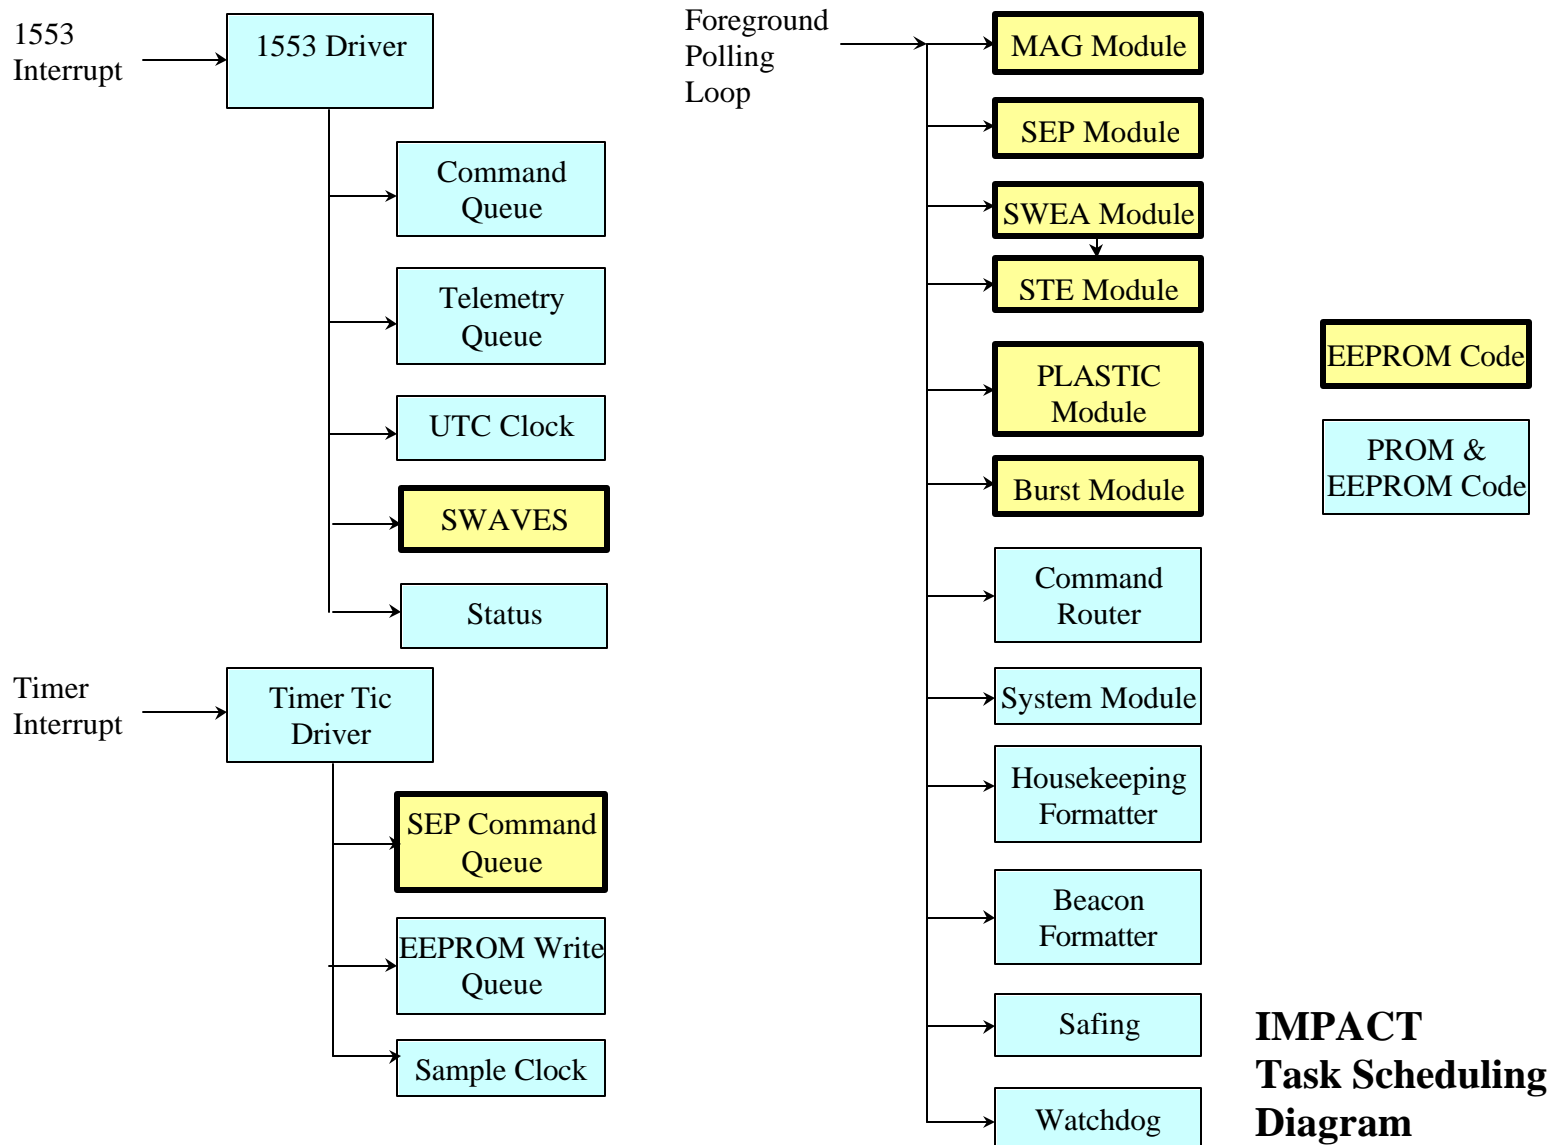 1553
Interrupt
1553 Driver
Command
Queue
Telemetry
Queue
UTC Clock
SWAVES
Status
Timer
Interrupt
Timer Tic
Driver
SEP Command
Queue
EEPROM Write
Queue
Sample Clock
Foreground
Polling
Loop
MAG Module
SEP Module
SWEA Module
STE Module
PLASTIC
Module
Burst Module
Command
Router
System Module
Housekeeping
Formatter
Beacon
Formatter
Safing
Watchdog
EEPROM Code
PROM &
EEPROM Code
IMPACT
Task Scheduling
Diagram